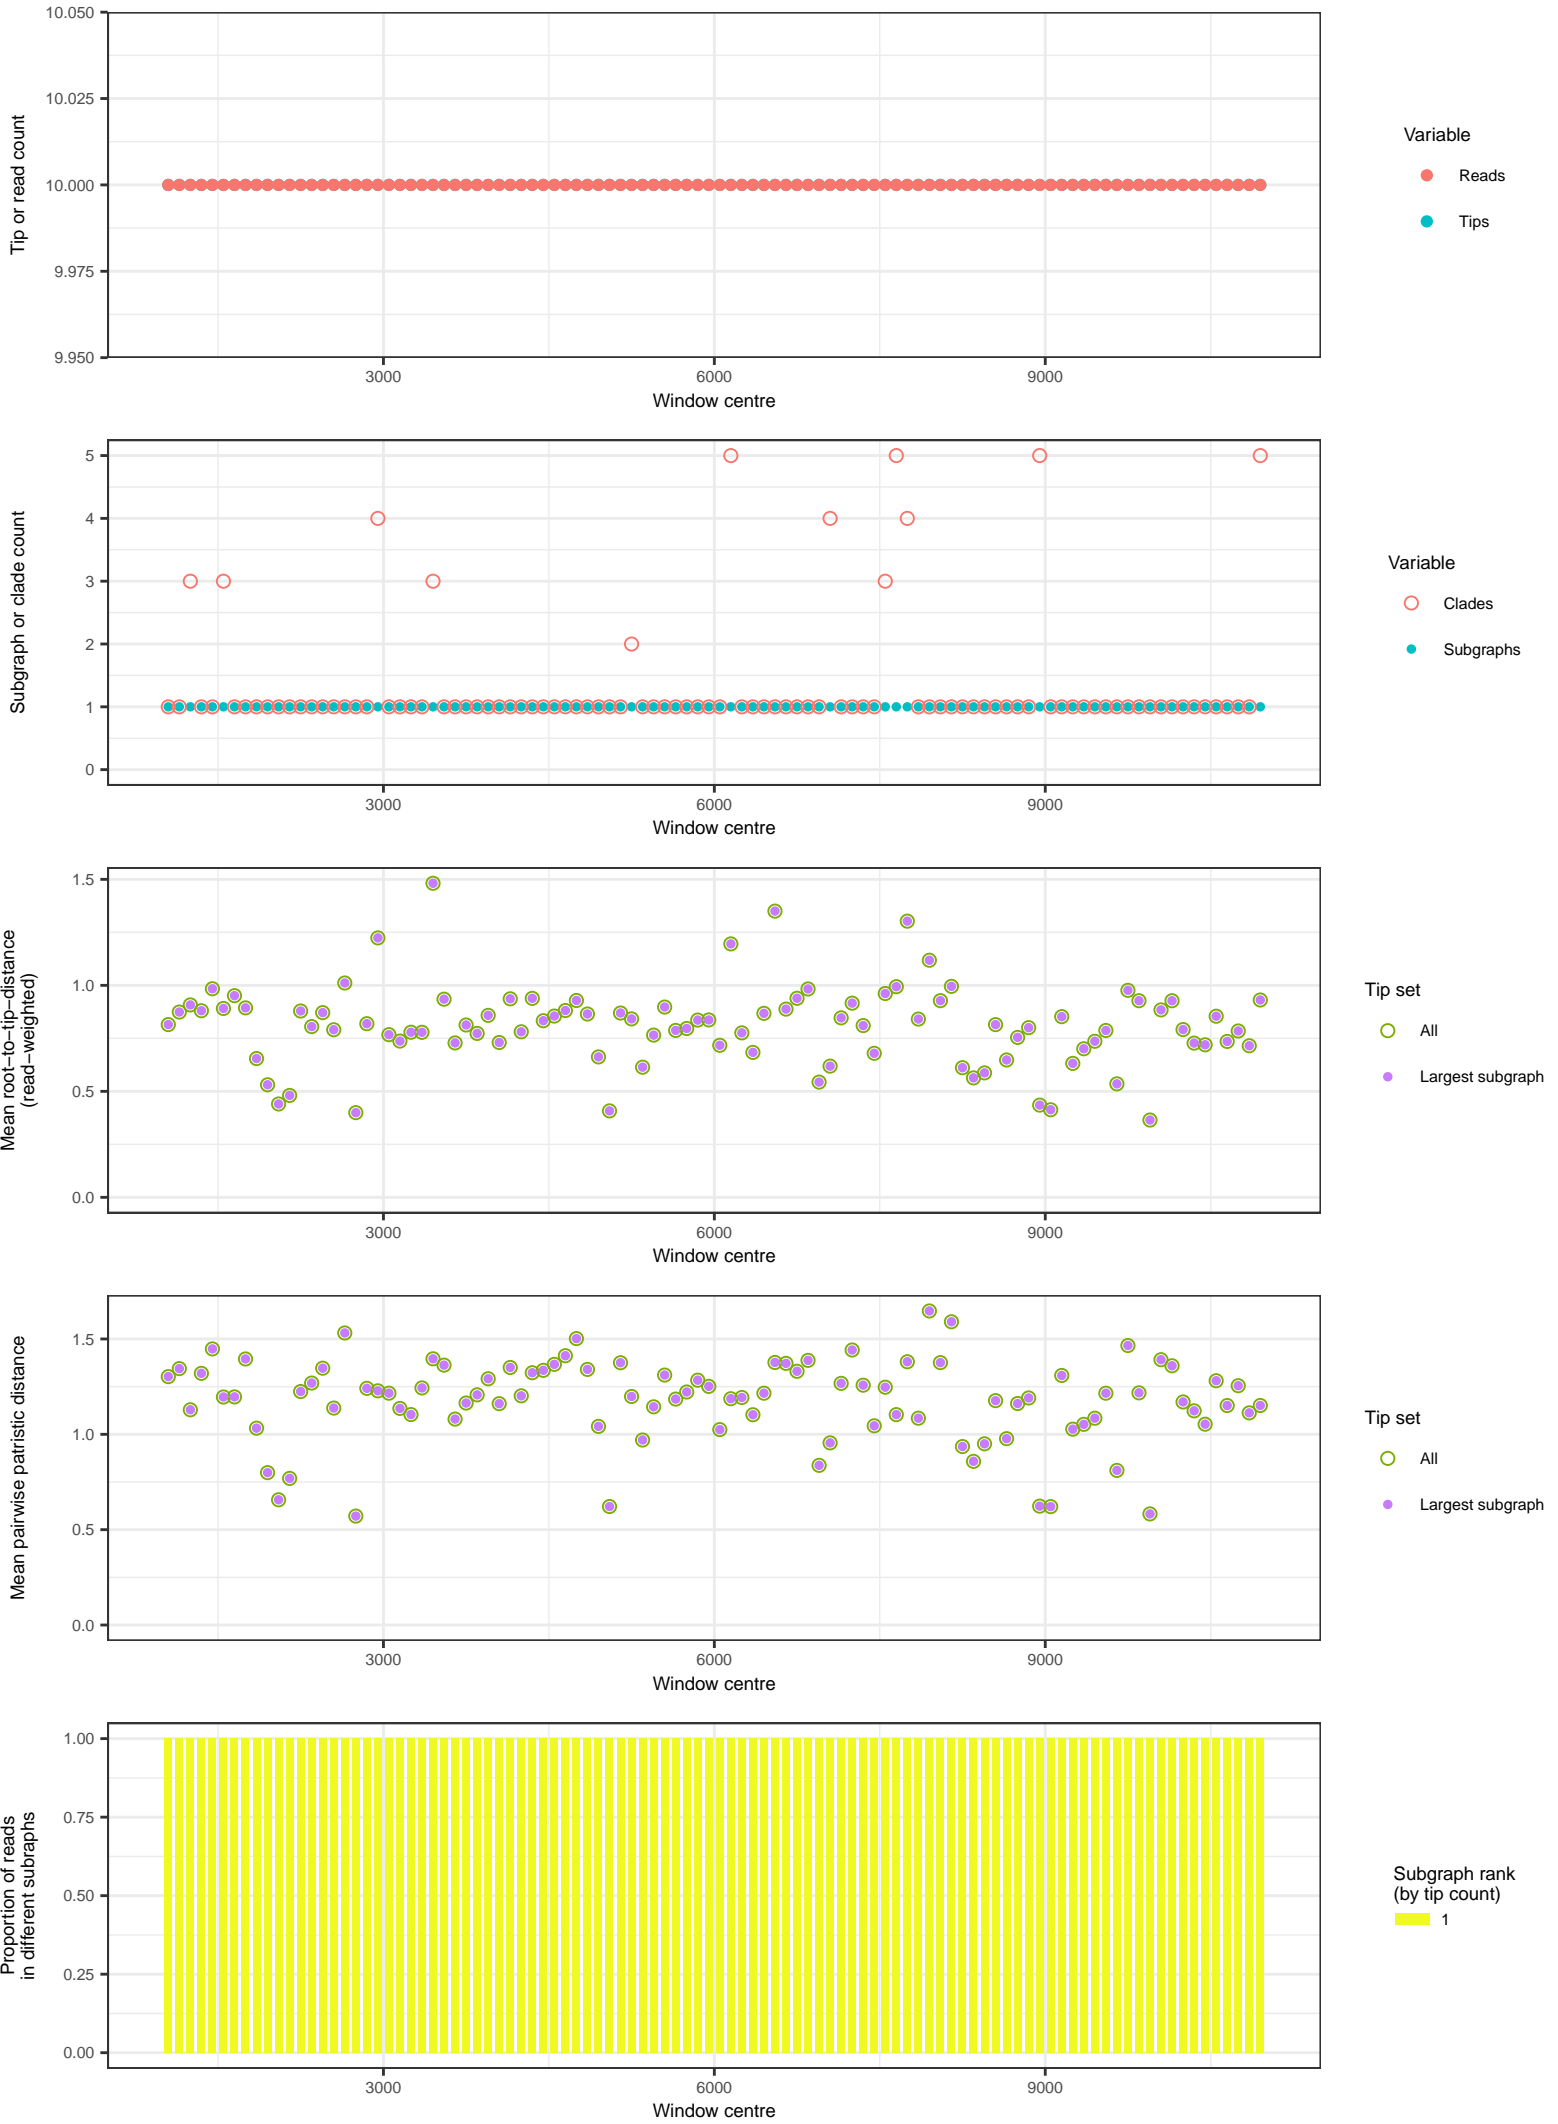 10.050
10.025
10.000
9.975
9.950
Tip or read count
3000
6000
9000
Window centre
Variable
Reads
Tips
5
4
3
2
1
0
Subgraph or clade count
3000
6000
9000
Window centre
Variable
Clades
Subgraphs
1.5
1.0
0.5
0.0
Mean root−to−tip−distance
(read−weighted)
3000
6000
9000
Window centre
Tip set
All
Largest subgraph
1.5
1.0
0.5
0.0
Mean pairwise patristic distance
3000
6000
9000
Window centre
Tip set
All
Largest subgraph
1.00
0.75
0.50
0.25
0.00
Proportion of reads
in different subraphs
3000
6000
9000
Window centre
Subgraph rank
(by tip count)
1